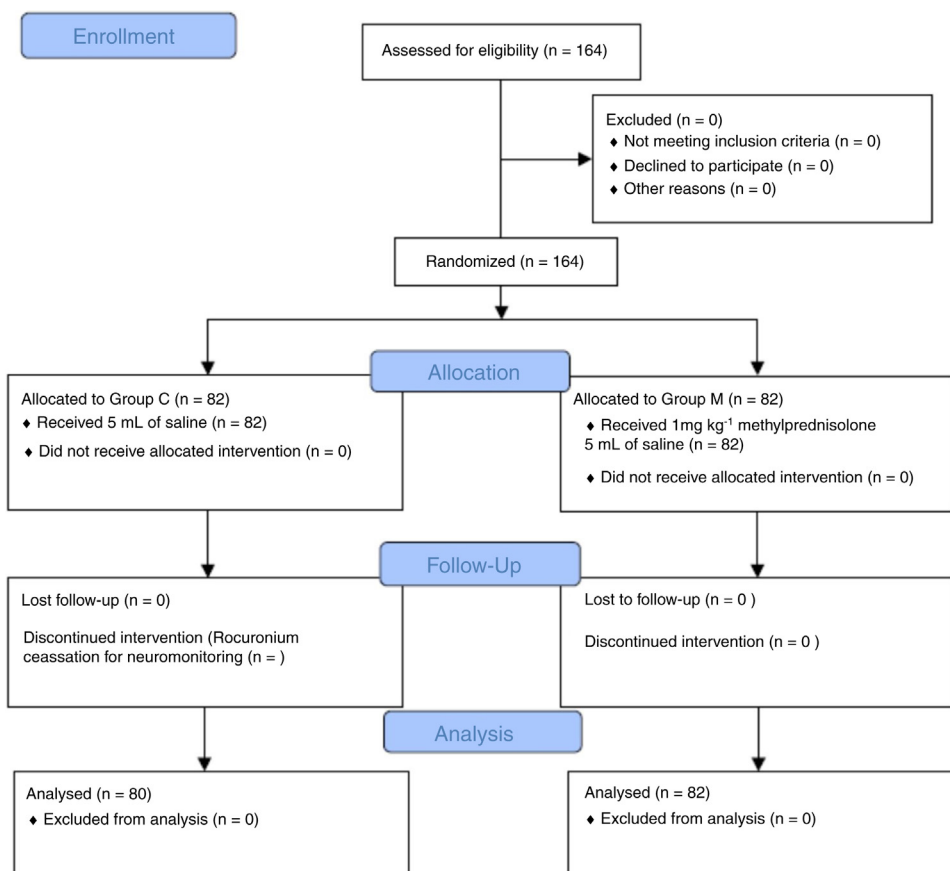 Enrollment
Assessed for eligibility (n = 164)
Excluded (n = 0)
♦ Not meeting inclusion criteria (n = 0)
♦ Declined to participate (n = 0)
♦ Other reasons (n = 0)
Randomized (n = 164)
Allocation
Allocated to Group C (n = 82)
♦ Received 5 mL of saline (n = 82)
♦ Did not receive allocated intervention (n = 0)
Allocated to Group M (n = 82)
♦ Received 1mg kg⁻¹ methylprednisolone
5 mL of saline (n = 82)
♦ Did not receive allocated intervention (n = 0)
Follow-Up
Lost follow-up (n = 0)
Discontinued intervention (Rocuronium
ceassation for neuromonitoring (n = )
Lost to follow-up (n = 0 )
Discontinued intervention (n = 0 )
Analysis
Analysed (n = 80)
♦ Excluded from analysis (n = 0)
Analysed (n = 82)
♦ Excluded from analysis (n = 0)